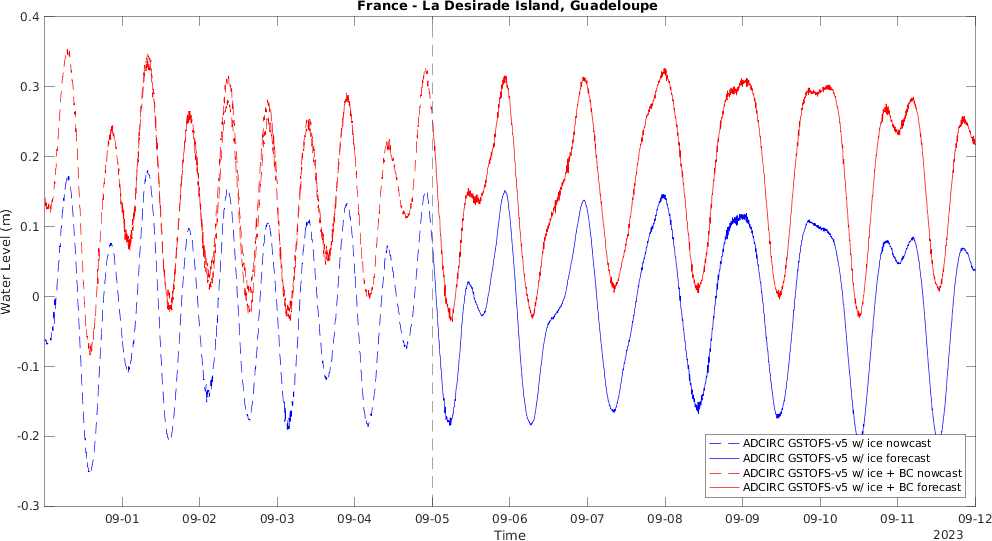 France - La Desirade Island, Guadeloupe
0.4
0.3
0.2
0.1
0
-0.1
-0.2
-0.3
Water Level (m)
ADCIRC GSTOFS-v5 w/ ice nowcast
ADCIRC GSTOFS-v5 w/ ice forecast
ADCIRC GSTOFS-v5 w/ ice + BC nowcast
ADCIRC GSTOFS-v5 w/ ice + BC forecast
09-01 09-02 09-03 09-04 09-05 09-06 09-07 09-08 09-09 09-10 09-11 09-12
Time
2023